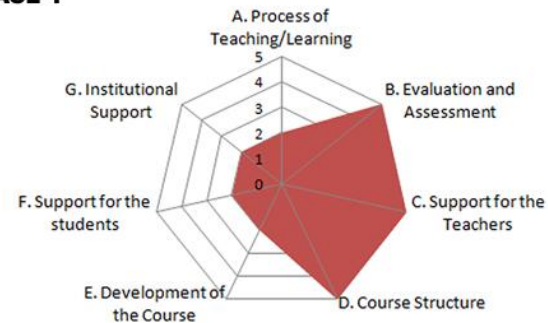 A. Process of
Teaching/Learning
B. Evaluation and
Assessment
C. Support for the
Teachers
D. Course Structure
E. Development of
the Course
F. Support for the
students
G. Institutional
Support
5
4
3
2
1
0